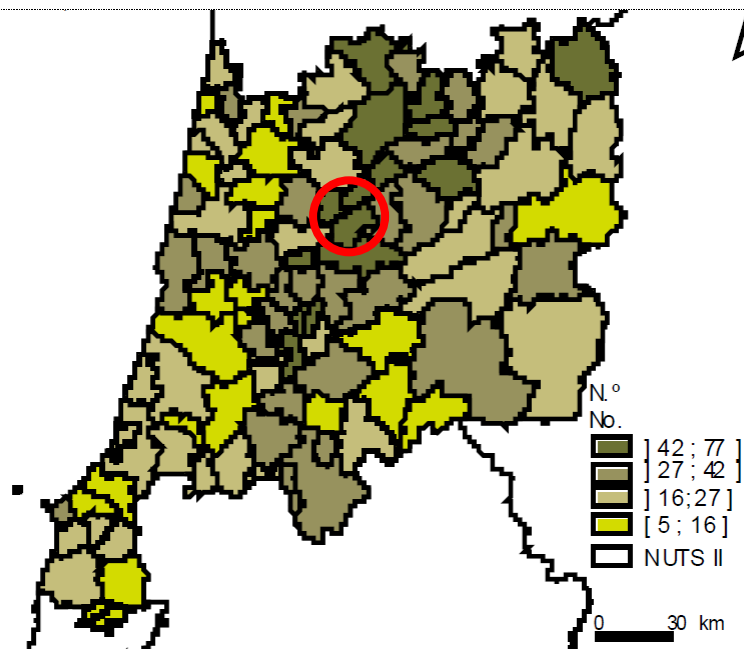 N.º
No.
] 42 ; 77 ]
] 27 ; 42 ]
] 16;27 ]
[ 5 ; 16 ]
NUTS II
0 30 km